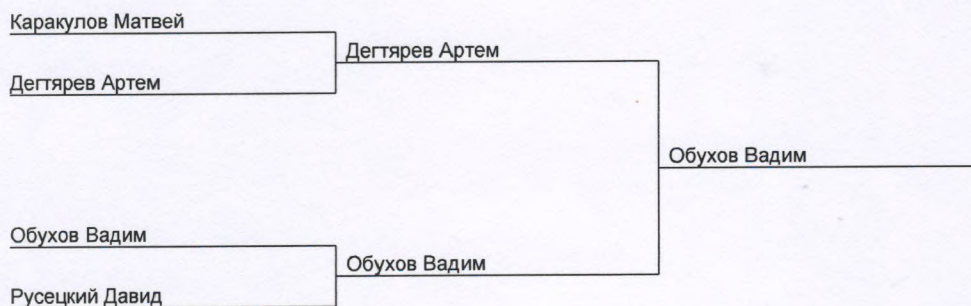 Каракулов Матвей
Дегтярев Артем
Дегтярев Артем
Обухов Вадим
Обухов Вадим
Обухов Вадим
Русецкий Давид